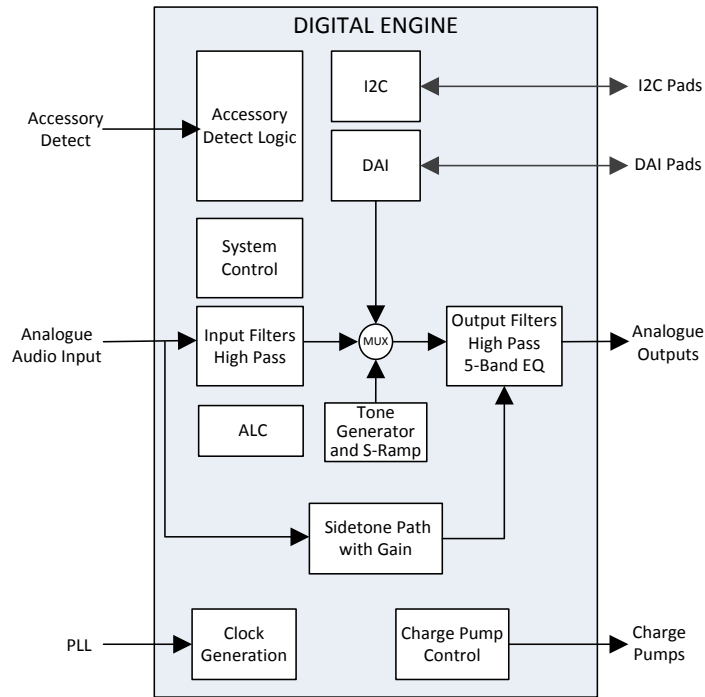 DIGITAL ENGINE
Accessory
Detect
Accessory
Detect Logic
I2C
I2C Pads
DAI
DAI Pads
System
Control
Analogue
Audio Input
Input Filters
High Pass
MUX
Output Filters
High Pass
5-Band EQ
Analogue
Outputs
ALC
Tone
Generator
and S-Ramp
Sidetone Path
with Gain
PLL
Clock
Generation
Charge Pump
Control
Charge
Pumps